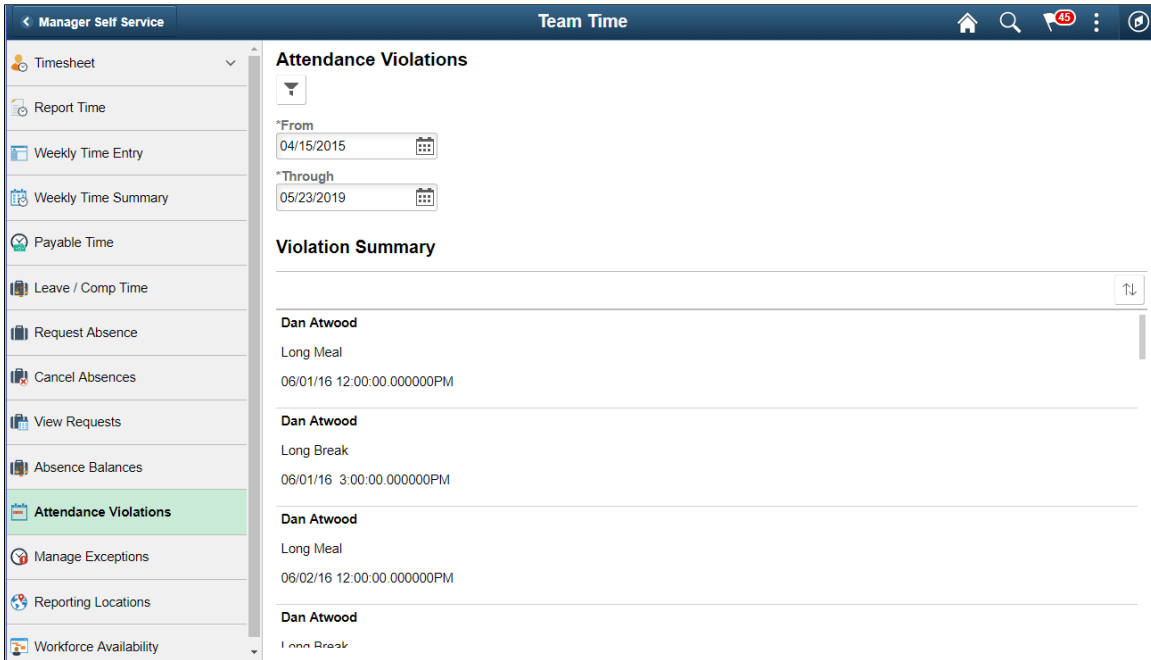 Manager Self Service
Team Time
45
Timesheet
Report Time
Weekly Time Entry
Weekly Time Summary
Payable Time
Leave / Comp Time
Request Absence
Cancel Absences
View Requests
Absence Balances
Attendance Violations
Manage Exceptions
Reporting Locations
Workforce Availability
Attendance Violations
*From
04/15/2015
*Through
05/23/2019
Violation Summary
Dan Atwood
Long Meal
06/01/16 12:00:00.000000PM
Dan Atwood
Long Break
06/01/16  3:00:00.000000PM
Dan Atwood
Long Meal
06/02/16 12:00:00.000000PM
Dan Atwood
Long Break